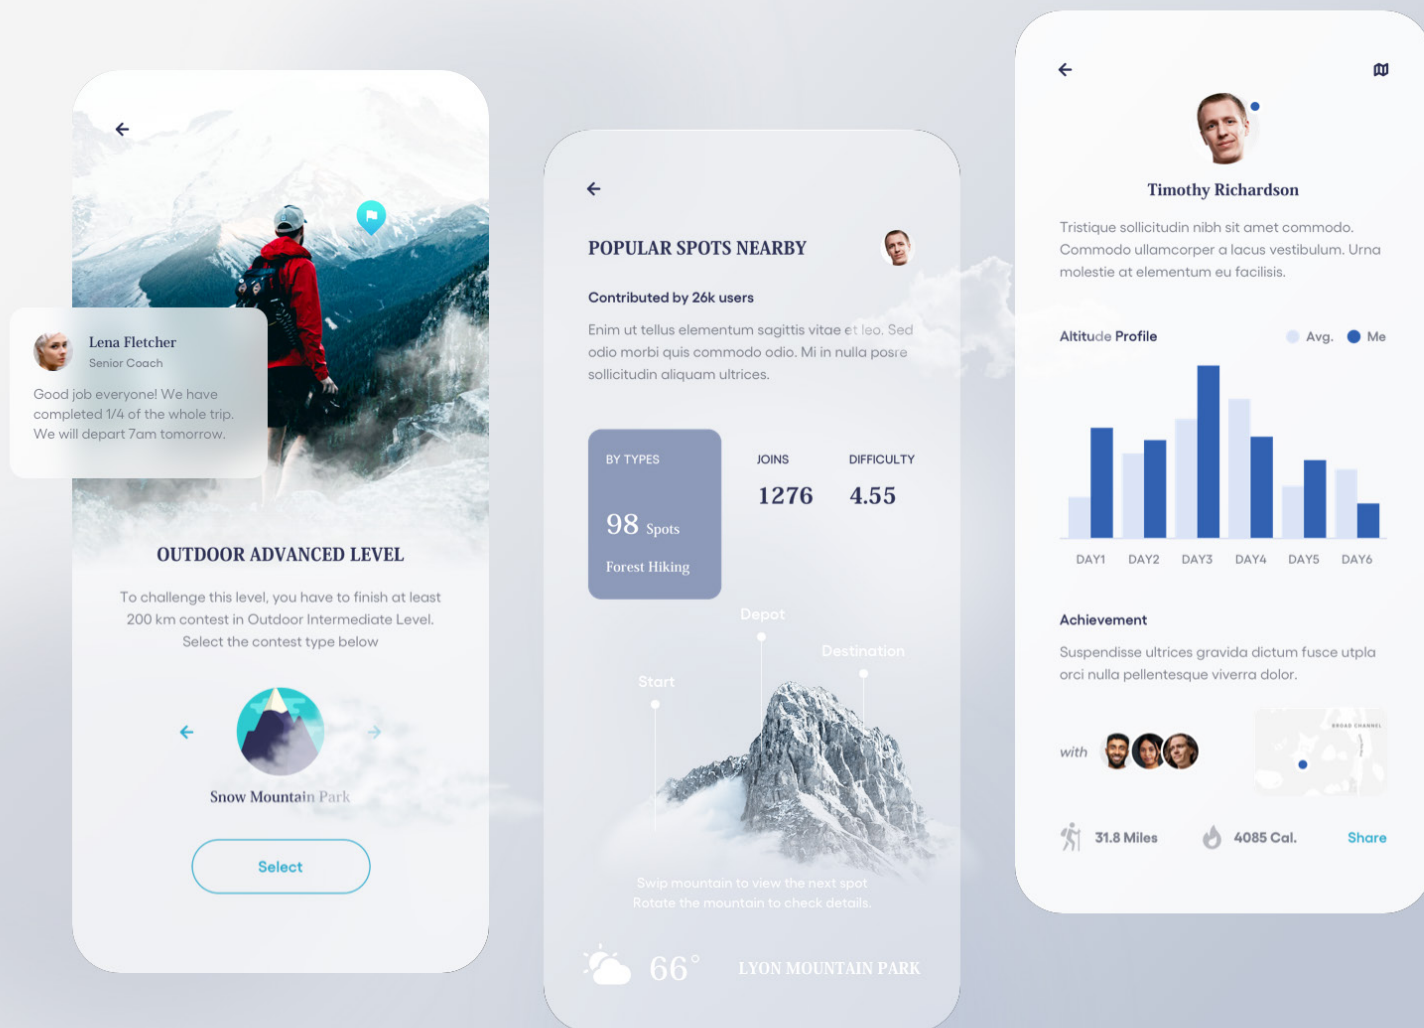 Lena Fletcher
Senior Coach
Good job everyone! We have
completed 1/4 of the whole trip.
We will depart 7am tomorrow.
OUTDOOR ADVANCED LEVEL
To challenge this level, you have to finish at least
200 km contest in Outdoor Intermediate Level.
Select the contest type below
Snow Mountain Park
Select
POPULAR SPOTS NEARBY
Contributed by 26k users
Enim ut tellus elementum sagittis vitae et leo. Sed
odio morbi quis commodo odio. Mi in nulla posre
sollicitudin aliquam ultrices.
BY TYPES
98 Spots
Forest Hiking
JOINS
1276
DIFFICULTY
4.55
Depot
Destination
Start
Swip mountain to view the next spot
Rotate the mountain to check details.
66°
LYON MOUNTAIN PARK
Timothy Richardson
Tristique sollicitudin nibh sit amet commodo.
Commodo ullamcorper a lacus vestibulum. Urna
molestie at elementum eu facilisis.
Altitude Profile
Avg.
Me
DAY1 DAY2 DAY3 DAY4 DAY5 DAY6
Achievement
Suspendisse ultrices gravida dictum fusce utpla
orci nulla pellentesque viverra dolor.
with
BROAD CHANNEL
31.8 Miles
4085 Cal.
Share